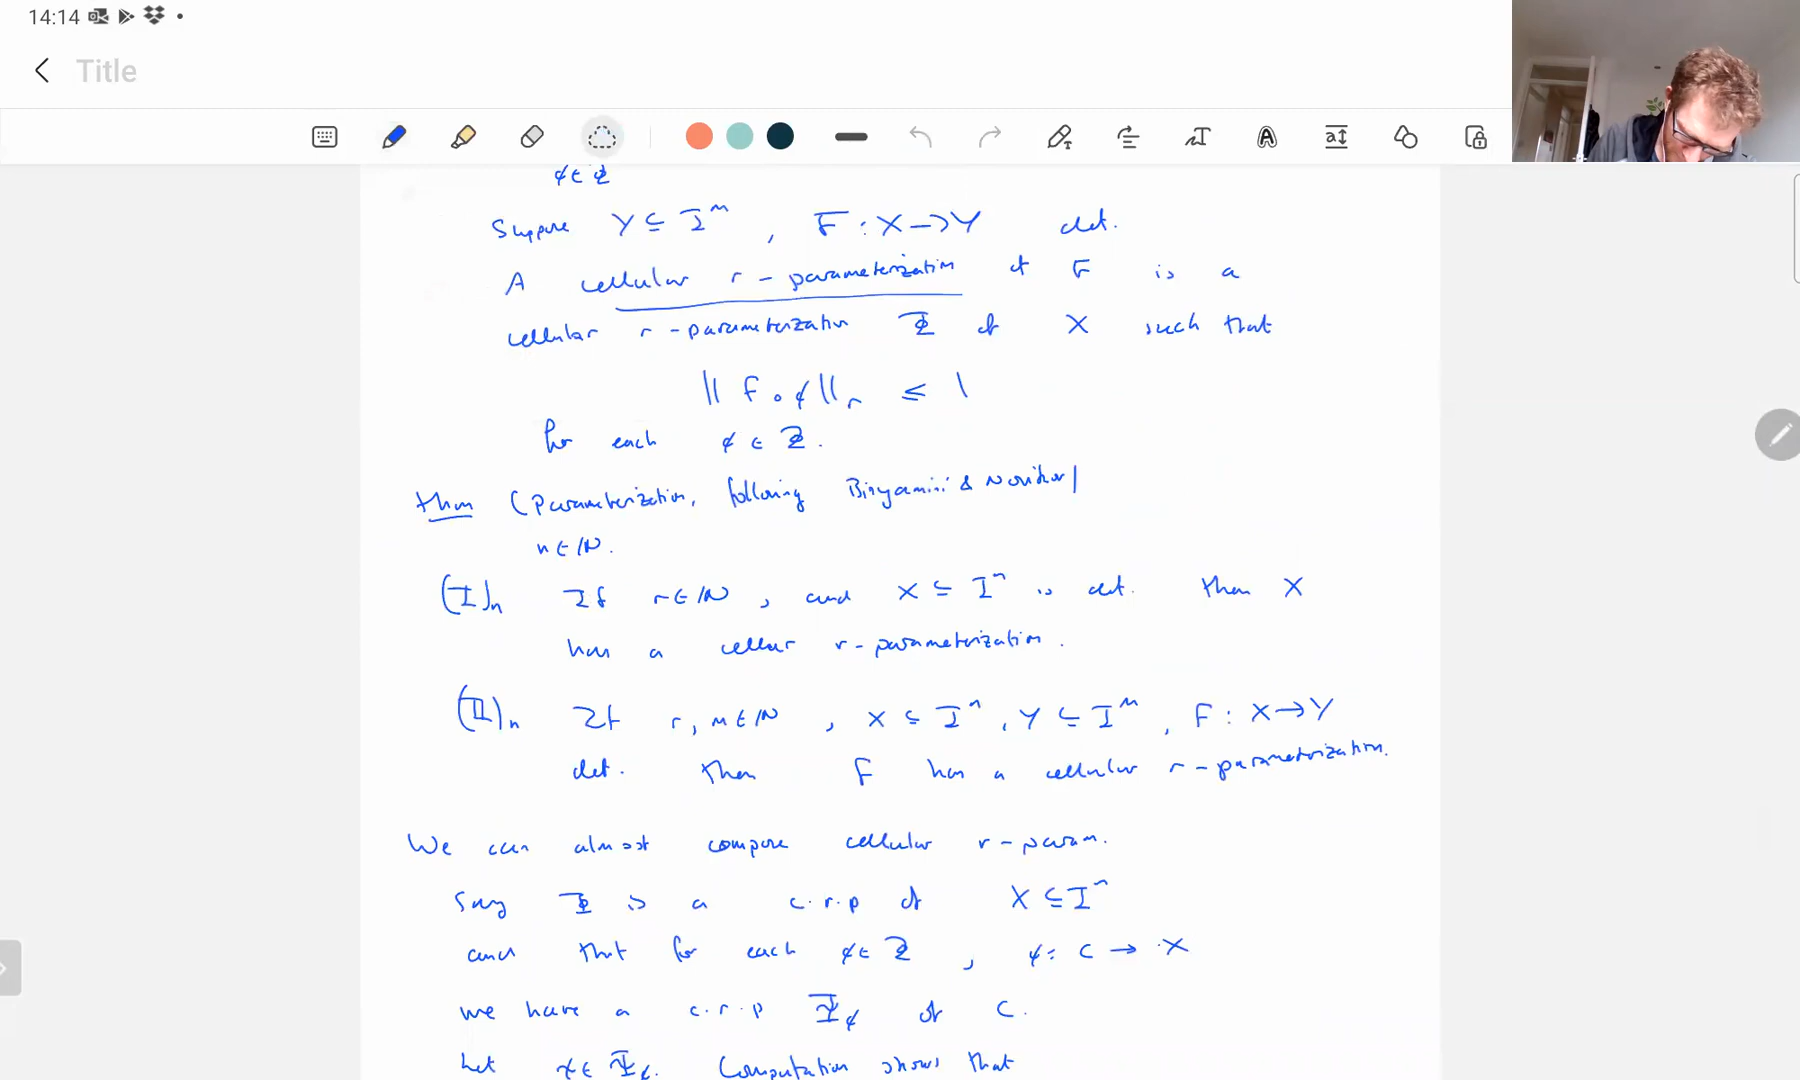 14:14
Title
ϕ∈Φ
Suppose Y ⊆ I^m, F : X → Y def.
A cellular r-parameterization of F is a
cellular r-parameterization Φ of X such that
‖F∘ϕ‖_r ≤ 1
for each ϕ ∈ Φ.
Thm (Parameterization, following Binyamini & Novikov)
n∈ℕ.
(I)_n If r∈ℕ, and X ⊆ I^n is def. then X
has a cellar r-parameterization.
(II)_n If r, m∈ℕ, X ⊆ I^n, Y ⊆ I^m, F : X→Y
def. then F has a cellular r-parameterization.
We can almost compose cellular r-param.
Say Φ is a c.r.p of X ⊆ I^n
and that for each ϕ∈Φ, ϕ: C → X
we have a c.r.p Ψ_ϕ of C.
Let ψ∈Ψ_ϕ. Computation shows that